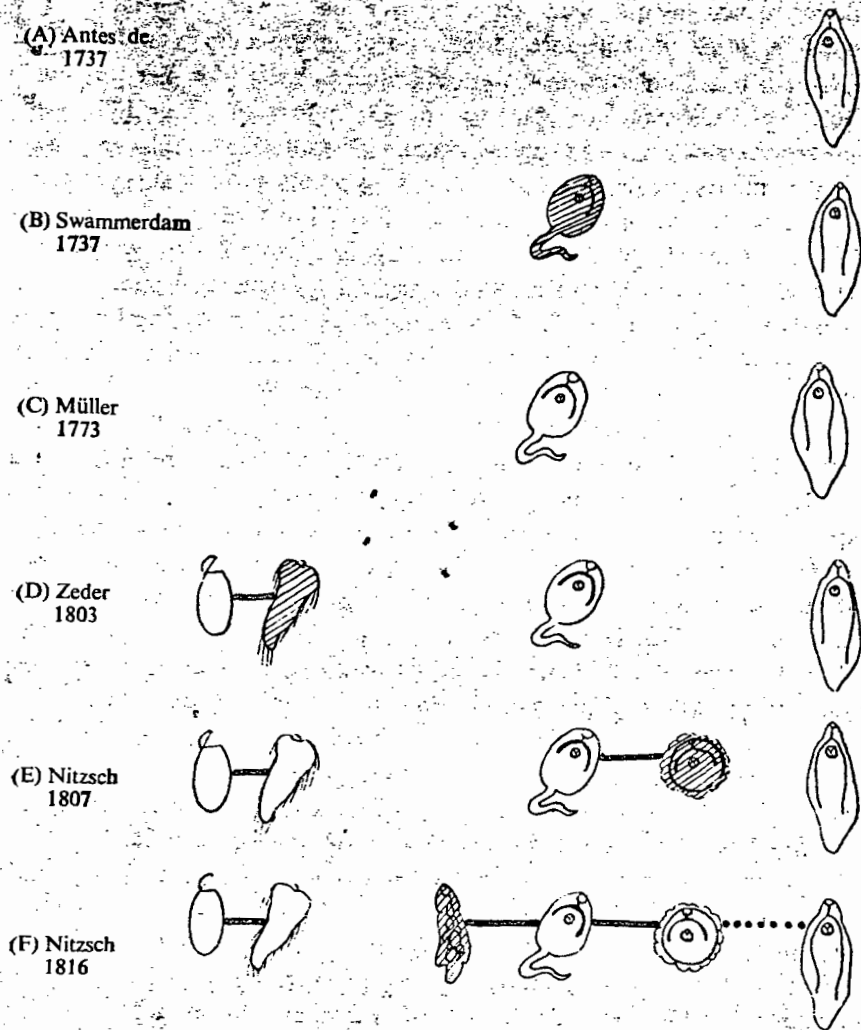 (A) Antes de
1737
(B) Swammerdam
1737
(C) Müller
1773
(D) Zeder
1803
(E) Nitzsch
1807
(F) Nitzsch
1816